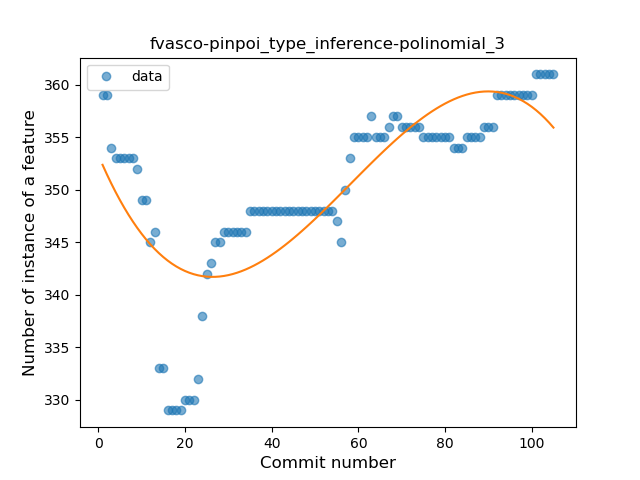 fvasco-pinpoi_type_inference-polinomial_3
data
Number of instance of a feature
360
355
350
345
340
335
330
0 20 40 60 80 100
Commit number